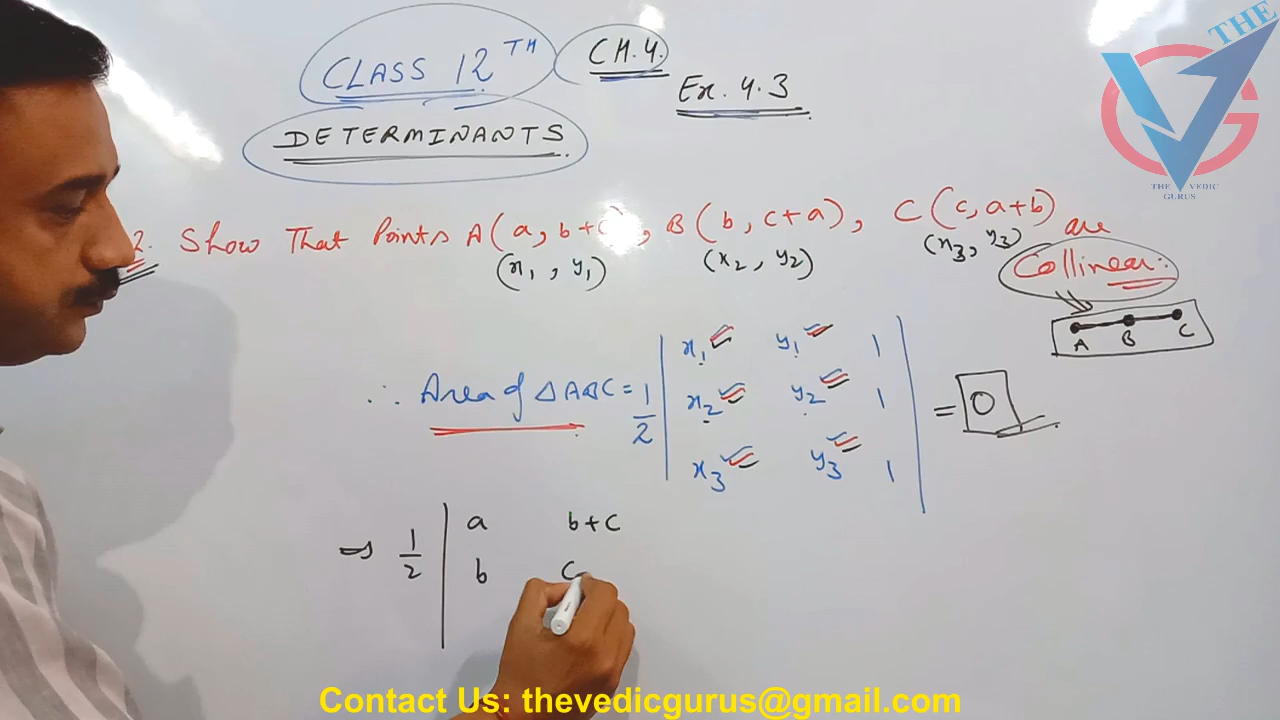 CLASS 12TH CH.4.
Ex. 4.3
DETERMINANTS
THE
THE VEDIC
GURUS
2. Show That Points A(a, b+c), B(b, c+a), C(c, a+b) are
(x1, y1) (x2, y2) (x3, y3)
Collinear:
A B C
∴ Area of △ABC = 1/2 | x1 y1 1
x2 y2 1
x3 y3 1 | = 0
⇒ 1/2 | a b+c
b c
Contact Us: thevedicgurus@gmail.com